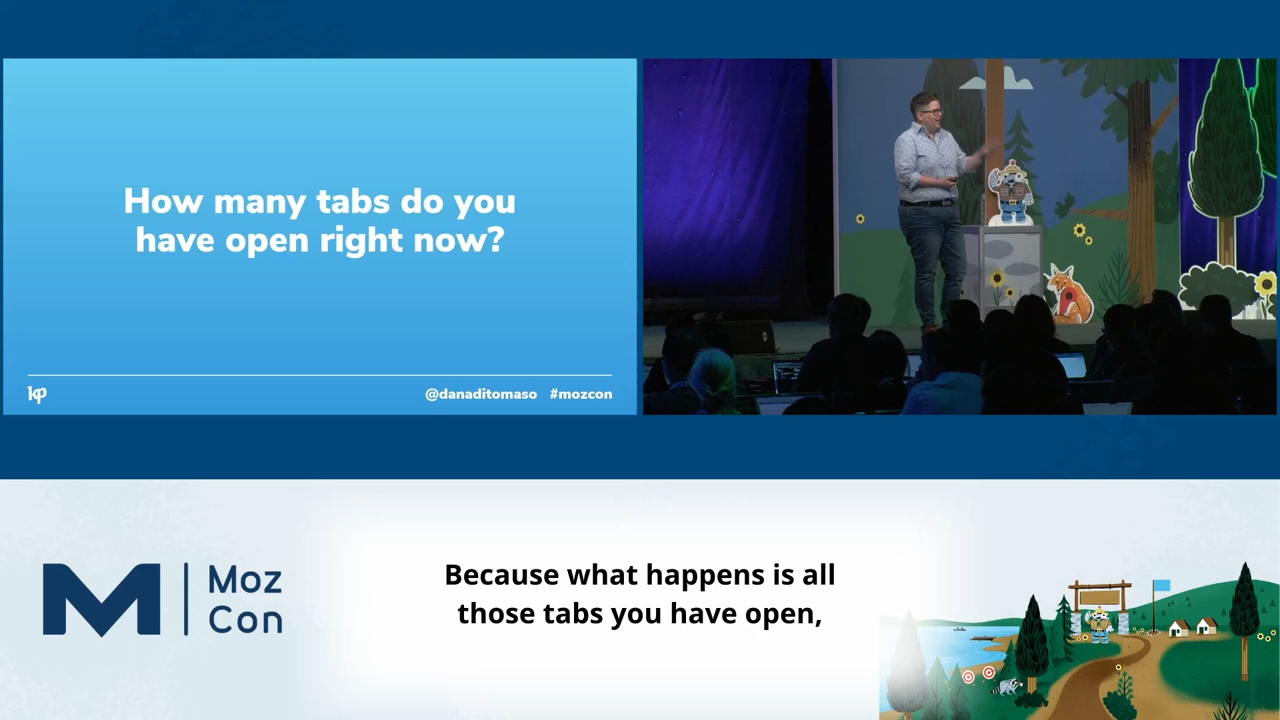 How many tabs do you
have open right now?
kp
@danaditomaso #mozcon
M
Moz
Con
Because what happens is all
those tabs you have open,